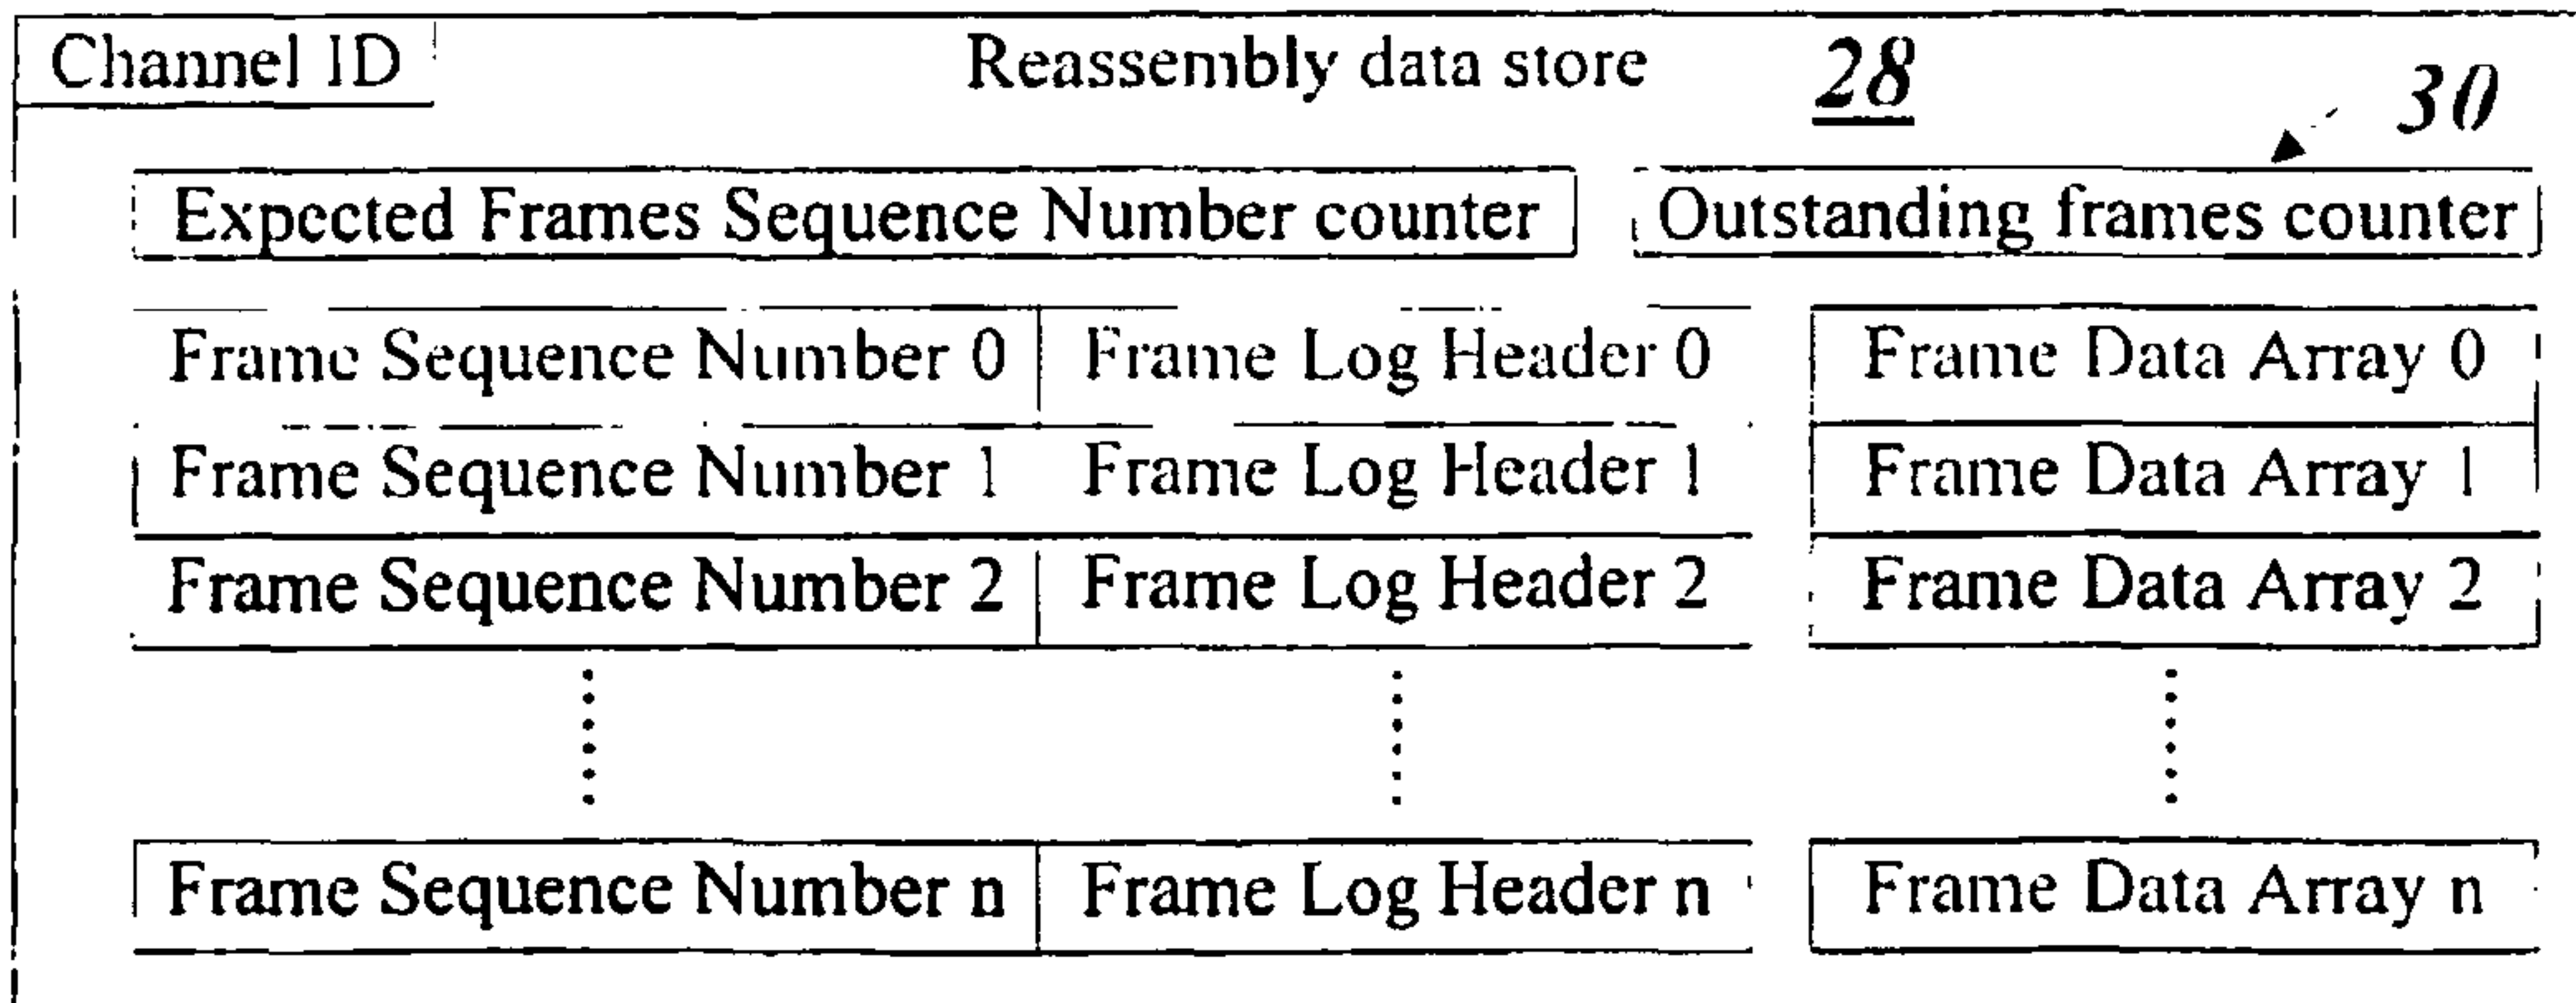 Channel ID Reassembly data store 28
30
Expected Frames Sequence Number counter Outstanding frames counter
Frame Sequence Number 0 Frame Log Header 0 Frame Data Array 0
Frame Sequence Number 1 Frame Log Header 1 Frame Data Array 1
Frame Sequence Number 2 Frame Log Header 2 Frame Data Array 2
Frame Sequence Number n Frame Log Header n Frame Data Array n